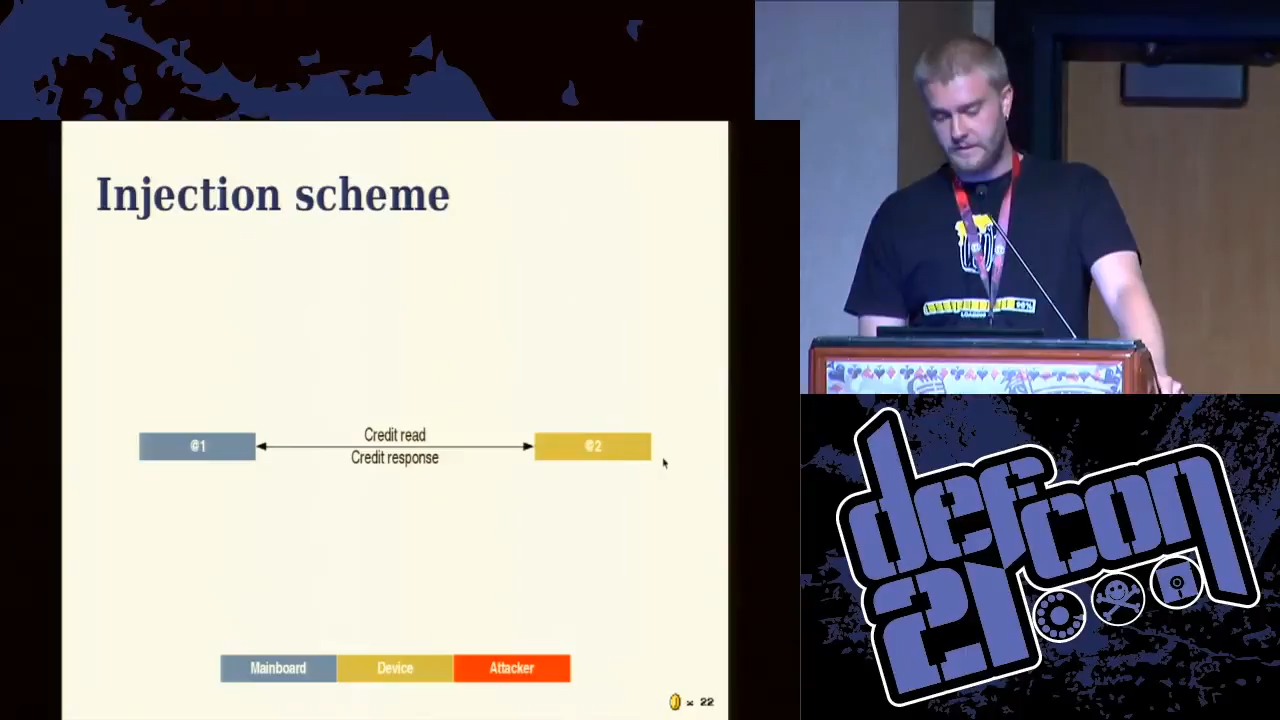 Injection scheme
@1
Credit read
Credit response
@2
Mainboard
Device
Attacker
× 22
defcon
21